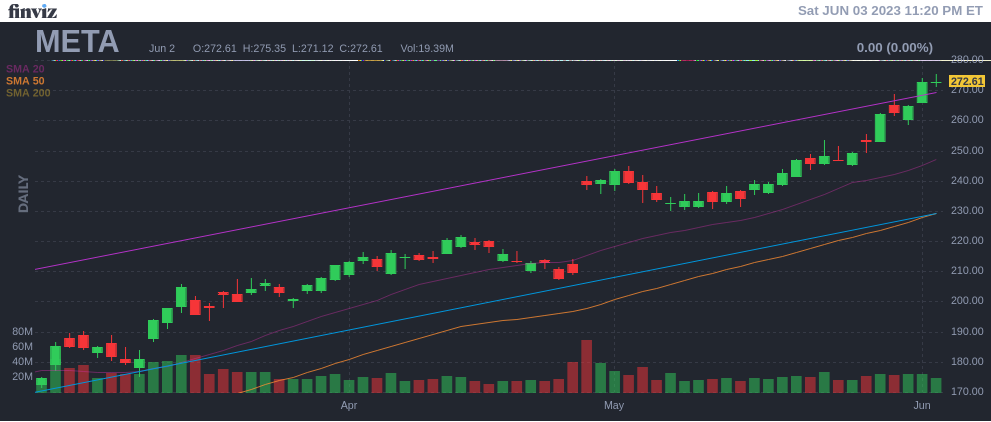 finviz
Sat JUN 03 2023 11:20 PM ET
META Jun 2 O:272.61 H:275.35 L:271.12 C:272.61 Vol:19.39M 0.00 (0.00%)
SMA 20
SMA 50
SMA 200
DAILY
280.00
272.61
270.00
260.00
250.00
240.00
230.00
220.00
210.00
200.00
190.00
180.00
170.00
80M
60M
40M
20M
Apr May Jun